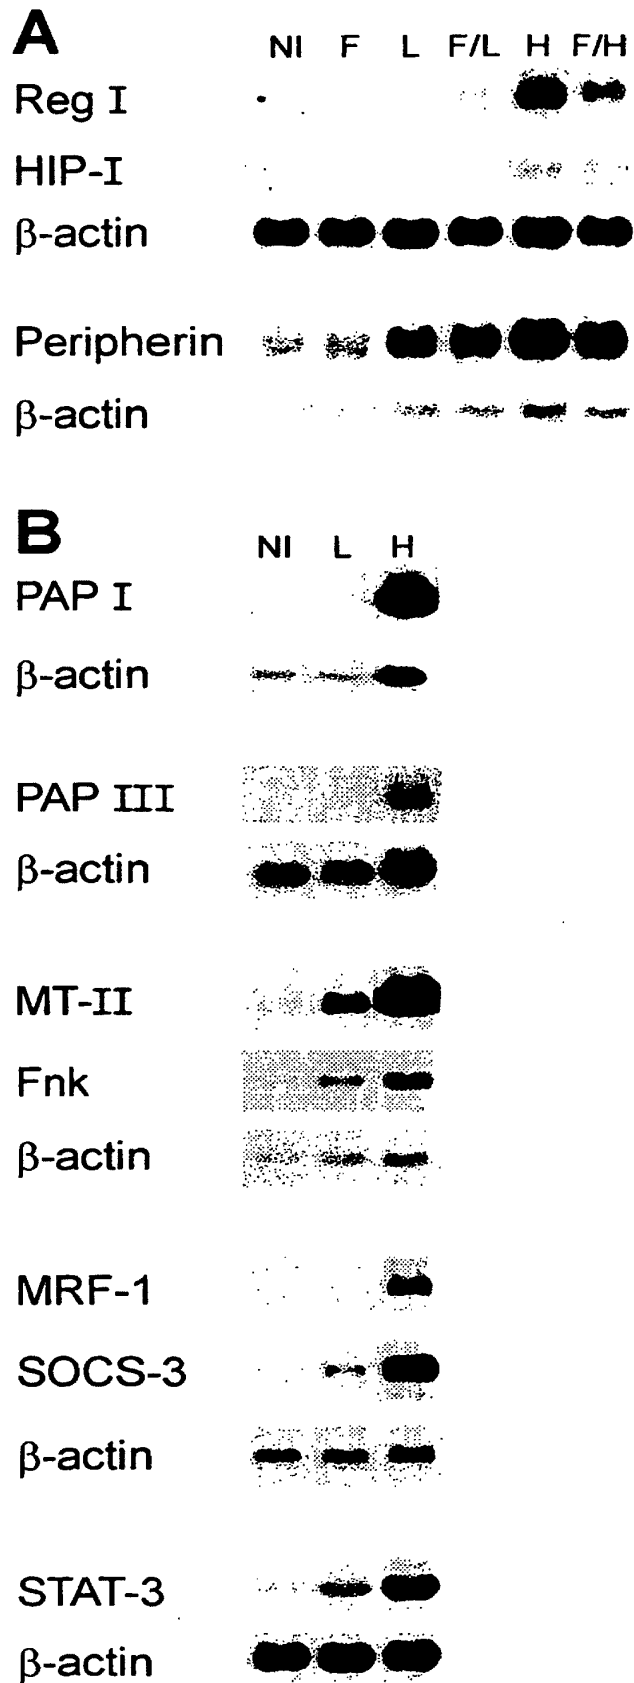 A
NI F L F/L H F/H
Reg I
HIP-I
β-actin
Peripherin
β-actin
B
NI L H
PAP I
β-actin
PAP III
β-actin
MT-II
Fnk
β-actin
MRF-1
SOCS-3
β-actin
STAT-3
β-actin